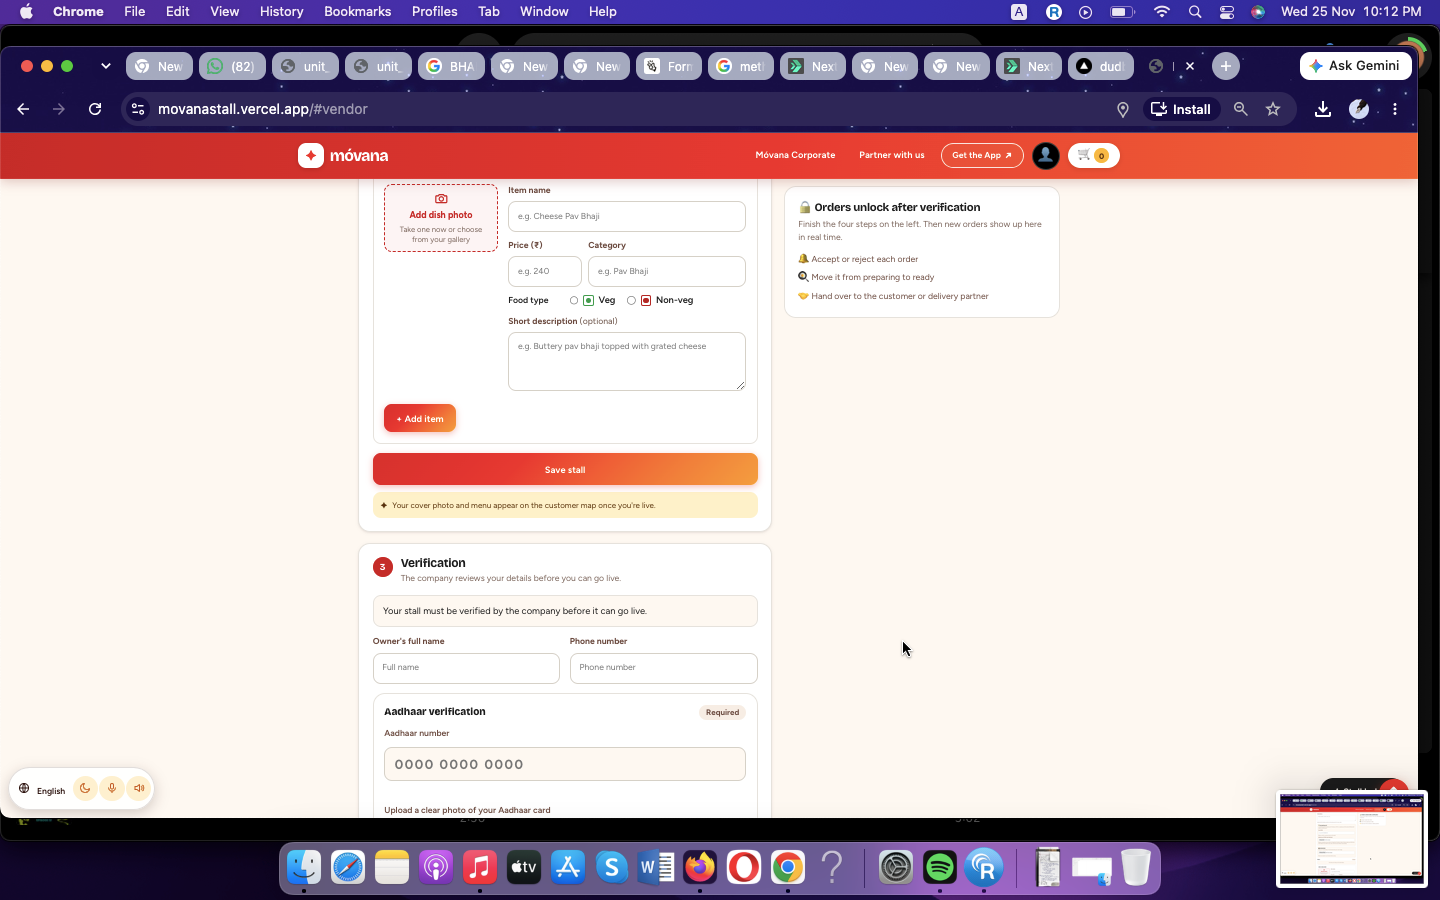 Chrome File Edit View History Bookmarks Profiles Tab Window Help
A R Wed 25 Nov 10:12 PM
New (82) unit_ unit_ BHA New New Forr met Next New New Next dudl
Ask Gemini
movanastall.vercel.app/#vendor
Install
móvana
Móvana Corporate Partner with us Get the App ↗ 0
Add dish photo
Take one now or choose
from your gallery
Item name
e.g. Cheese Pav Bhaji
Price (₹) Category
e.g. 240 e.g. Pav Bhaji
Food type Veg Non-veg
Short description (optional)
e.g. Buttery pav bhaji topped with grated cheese
+ Add item
Save stall
✦ Your cover photo and menu appear on the customer map once you're live.
🔒 Orders unlock after verification
Finish the four steps on the left. Then new orders show up here
in real time.
Accept or reject each order
Move it from preparing to ready
Hand over to the customer or delivery partner
3 Verification
The company reviews your details before you can go live.
Your stall must be verified by the company before it can go live.
Owner's full name Phone number
Full name Phone number
Aadhaar verification Required
Aadhaar number
0000 0000 0000
Upload a clear photo of your Aadhaar card
English
tv